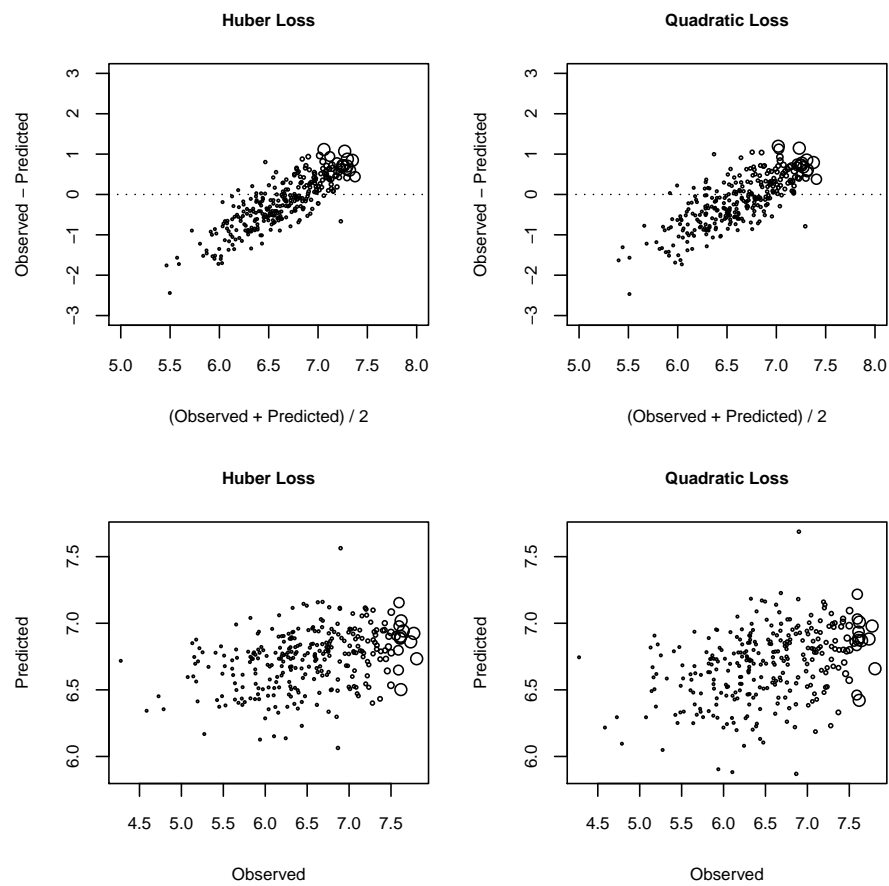 Huber Loss
Observed − Predicted
3
2
1
0
−1
−2
−3
5.0 5.5 6.0 6.5 7.0 7.5 8.0
(Observed + Predicted) / 2
Quadratic Loss
Observed − Predicted
3
2
1
0
−1
−2
−3
5.0 5.5 6.0 6.5 7.0 7.5 8.0
(Observed + Predicted) / 2
Huber Loss
Predicted
7.5
7.0
6.5
6.0
4.5 5.0 5.5 6.0 6.5 7.0 7.5
Observed
Quadratic Loss
Predicted
7.5
7.0
6.5
6.0
4.5 5.0 5.5 6.0 6.5 7.0 7.5
Observed